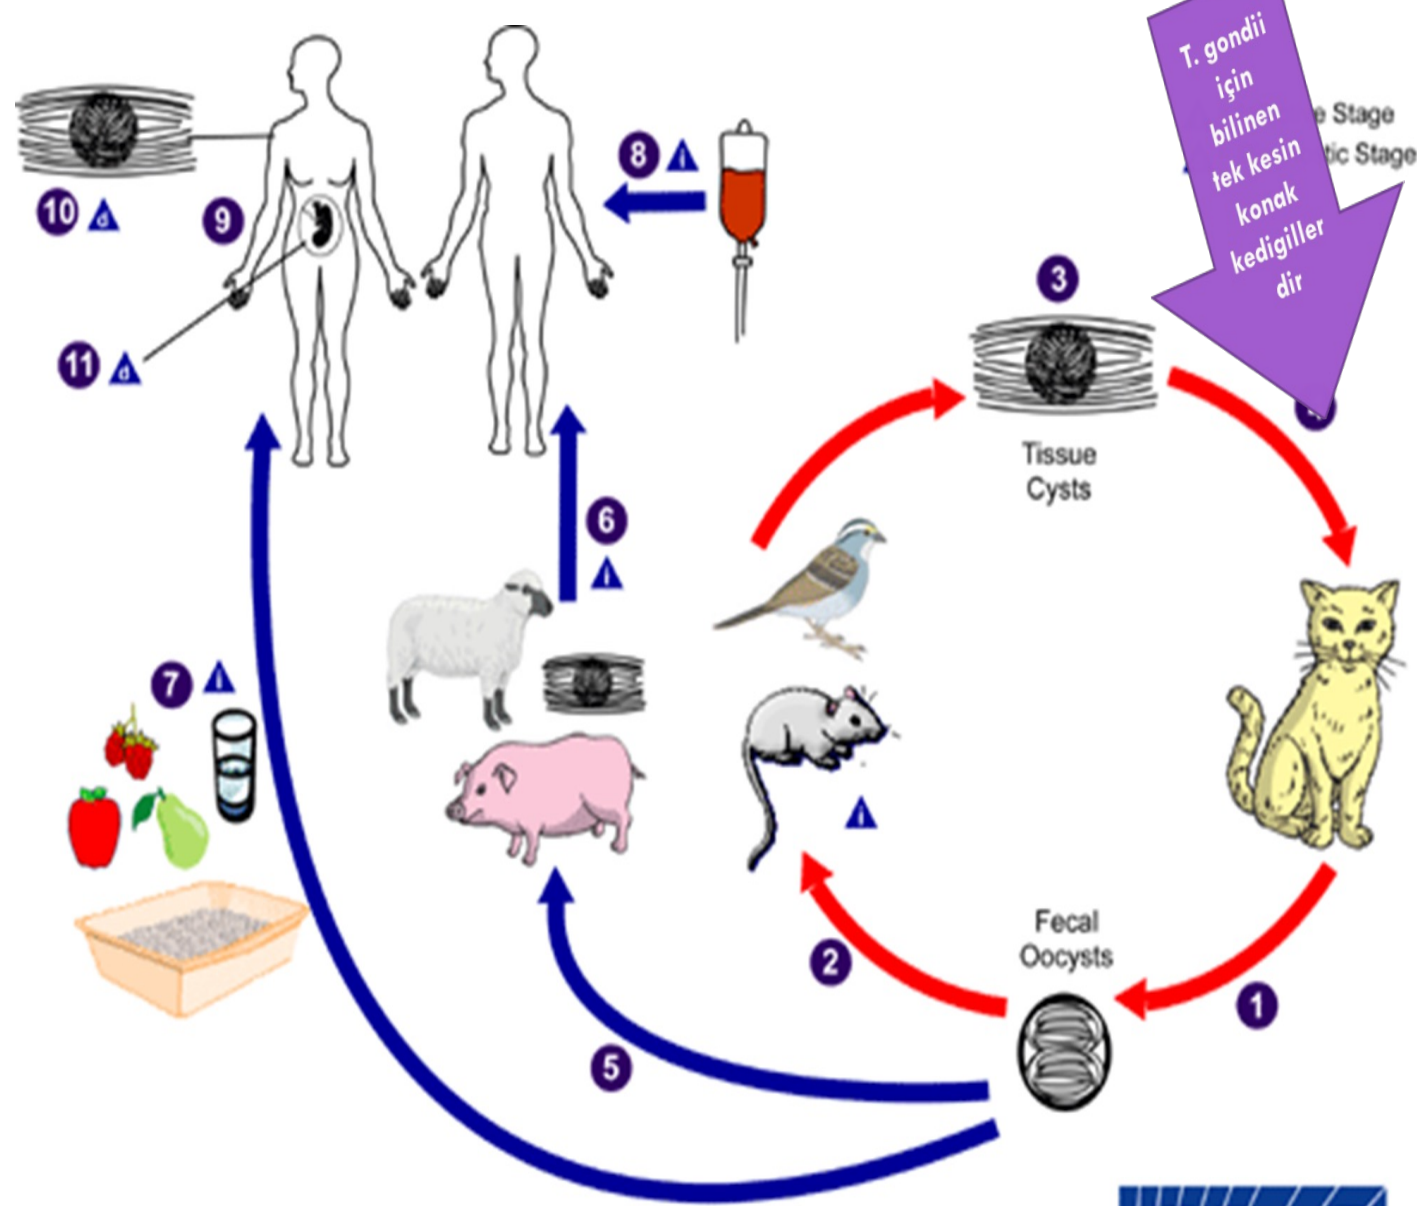 T. gondii
için
bilinen
tek kesin
konak
kedigiller
dir
e Stage
tic Stage
8 i
10 d
9
3
11 d
Tissue
Cysts
6
i
7 i
i
Fecal
Oocysts
2
1
5